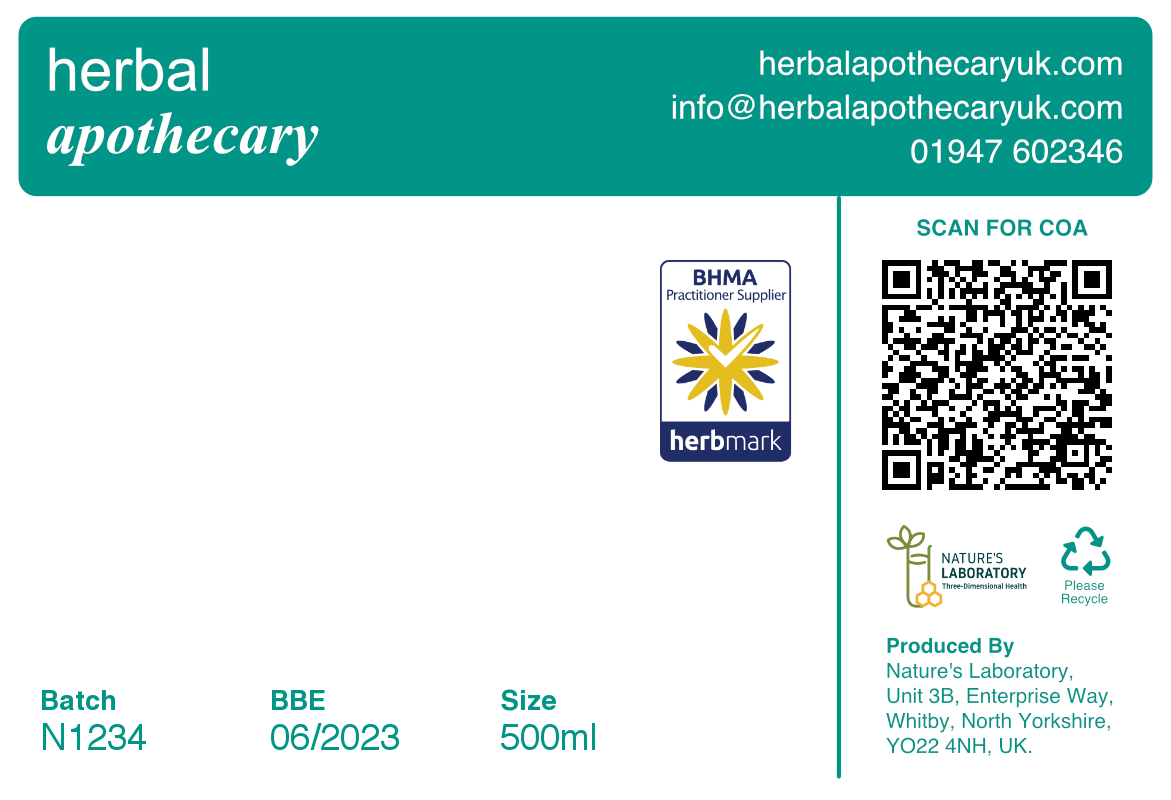 herbal
apothecary
herbalapothecaryuk.com
info@herbalapothecaryuk.com
01947 602346
BHMA
Practitioner Supplier
herbmark
SCAN FOR COA
NATURE'S
LABORATORY
Three-Dimensional Health
Please
Recycle
Produced By
Nature's Laboratory,
Unit 3B, Enterprise Way,
Whitby, North Yorkshire,
YO22 4NH, UK.
Batch
N1234
BBE
06/2023
Size
500ml